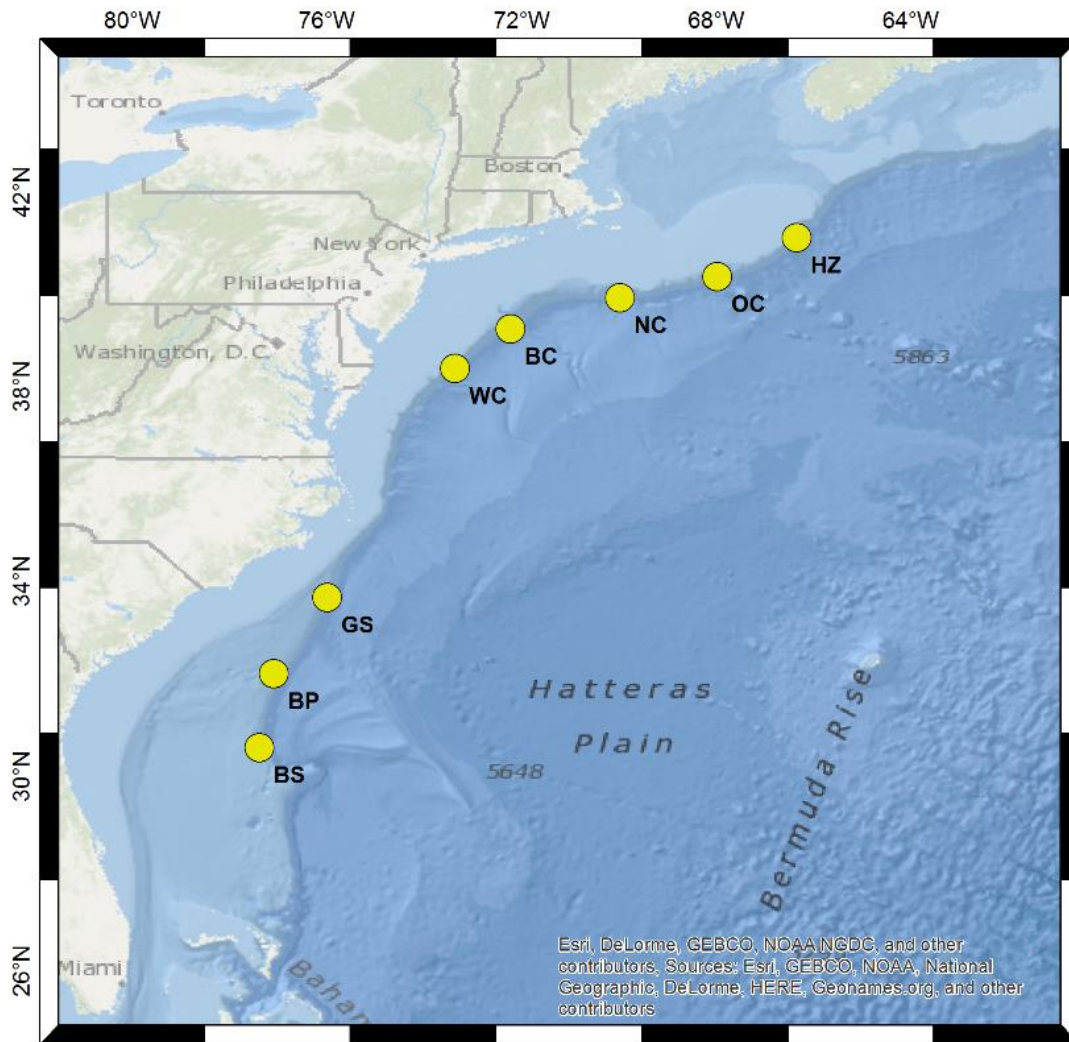 80°W 76°W 72°W 68°W 64°W
Toronto
Boston
42°N
New York
HZ
Philadelphia
OC
NC
Washington, D.C.
BC
5863
38°N
WC
34°N
GS
BP
Hatteras
Plain
Bermuda Rise
BS
30°N
5648
26°N
Miami
Baham
Esri, DeLorme, GEBCO, NOAA NGDC, and other
contributors, Sources: Esri, GEBCO, NOAA, National
Geographic, DeLorme, HERE, Geonames.org, and other
contributors